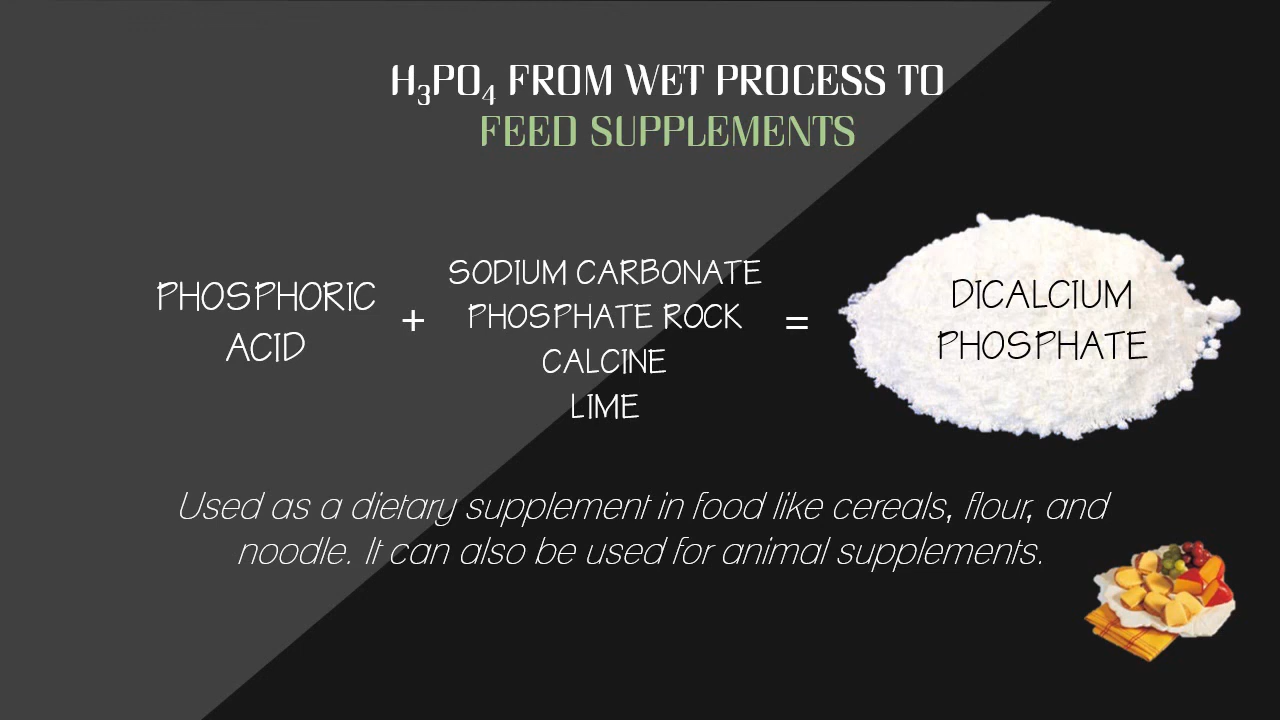 H₃PO₄ FROM WET PROCESS TO
FEED SUPPLEMENTS
PHOSPHORIC
ACID
+
SODIUM CARBONATE
PHOSPHATE ROCK
CALCINE
LIME
=
DICALCIUM
PHOSPHATE
Used as a dietary supplement in food like cereals, flour, and
noodle. It can also be used for animal supplements.